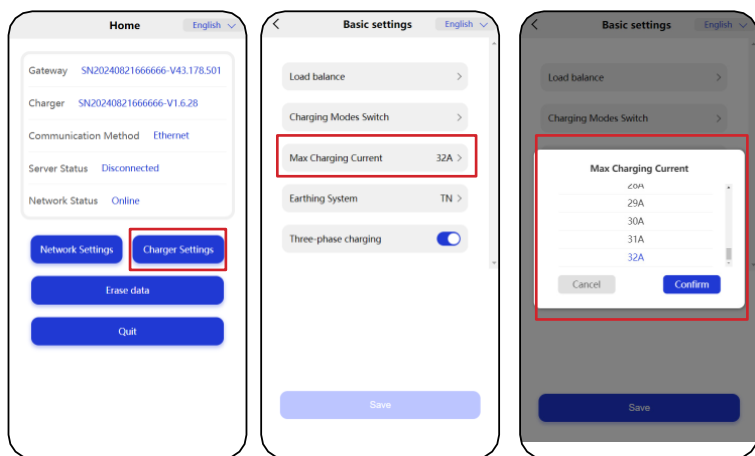 Home
English
Gateway SN20240821666666-V43.178.S01
Charger SN20240821666666-V1.6.28
Communication Method Ethernet
Server Status Disconnected
Network Status Online
Network Settings
Charger Settings
Erase data
Quit
Basic settings
English
Load balance
Charging Modes Switch
Max Charging Current 32A
Earthing System TN
Three-phase charging
Save
Basic settings
English
Load balance
Charging Modes Switch
Max Charging Current
28A
29A
30A
31A
32A
Cancel
Confirm
Save